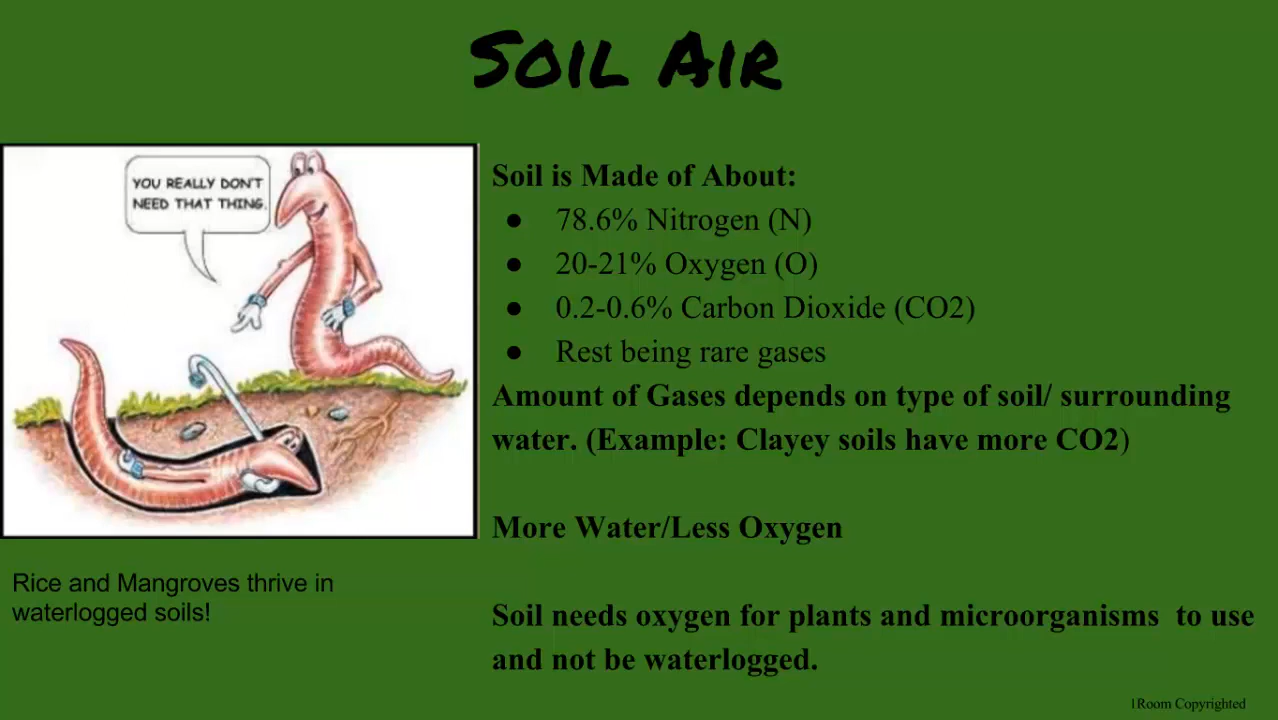 Soil Air
YOU REALLY DON'T
NEED THAT THING.
Soil is Made of About:
● 78.6% Nitrogen (N)
● 20-21% Oxygen (O)
● 0.2-0.6% Carbon Dioxide (CO2)
● Rest being rare gases
Amount of Gases depends on type of soil/ surrounding
water. (Example: Clayey soils have more CO2)
More Water/Less Oxygen
Soil needs oxygen for plants and microorganisms to use
and not be waterlogged.
Rice and Mangroves thrive in
waterlogged soils!
1Room Copyrighted